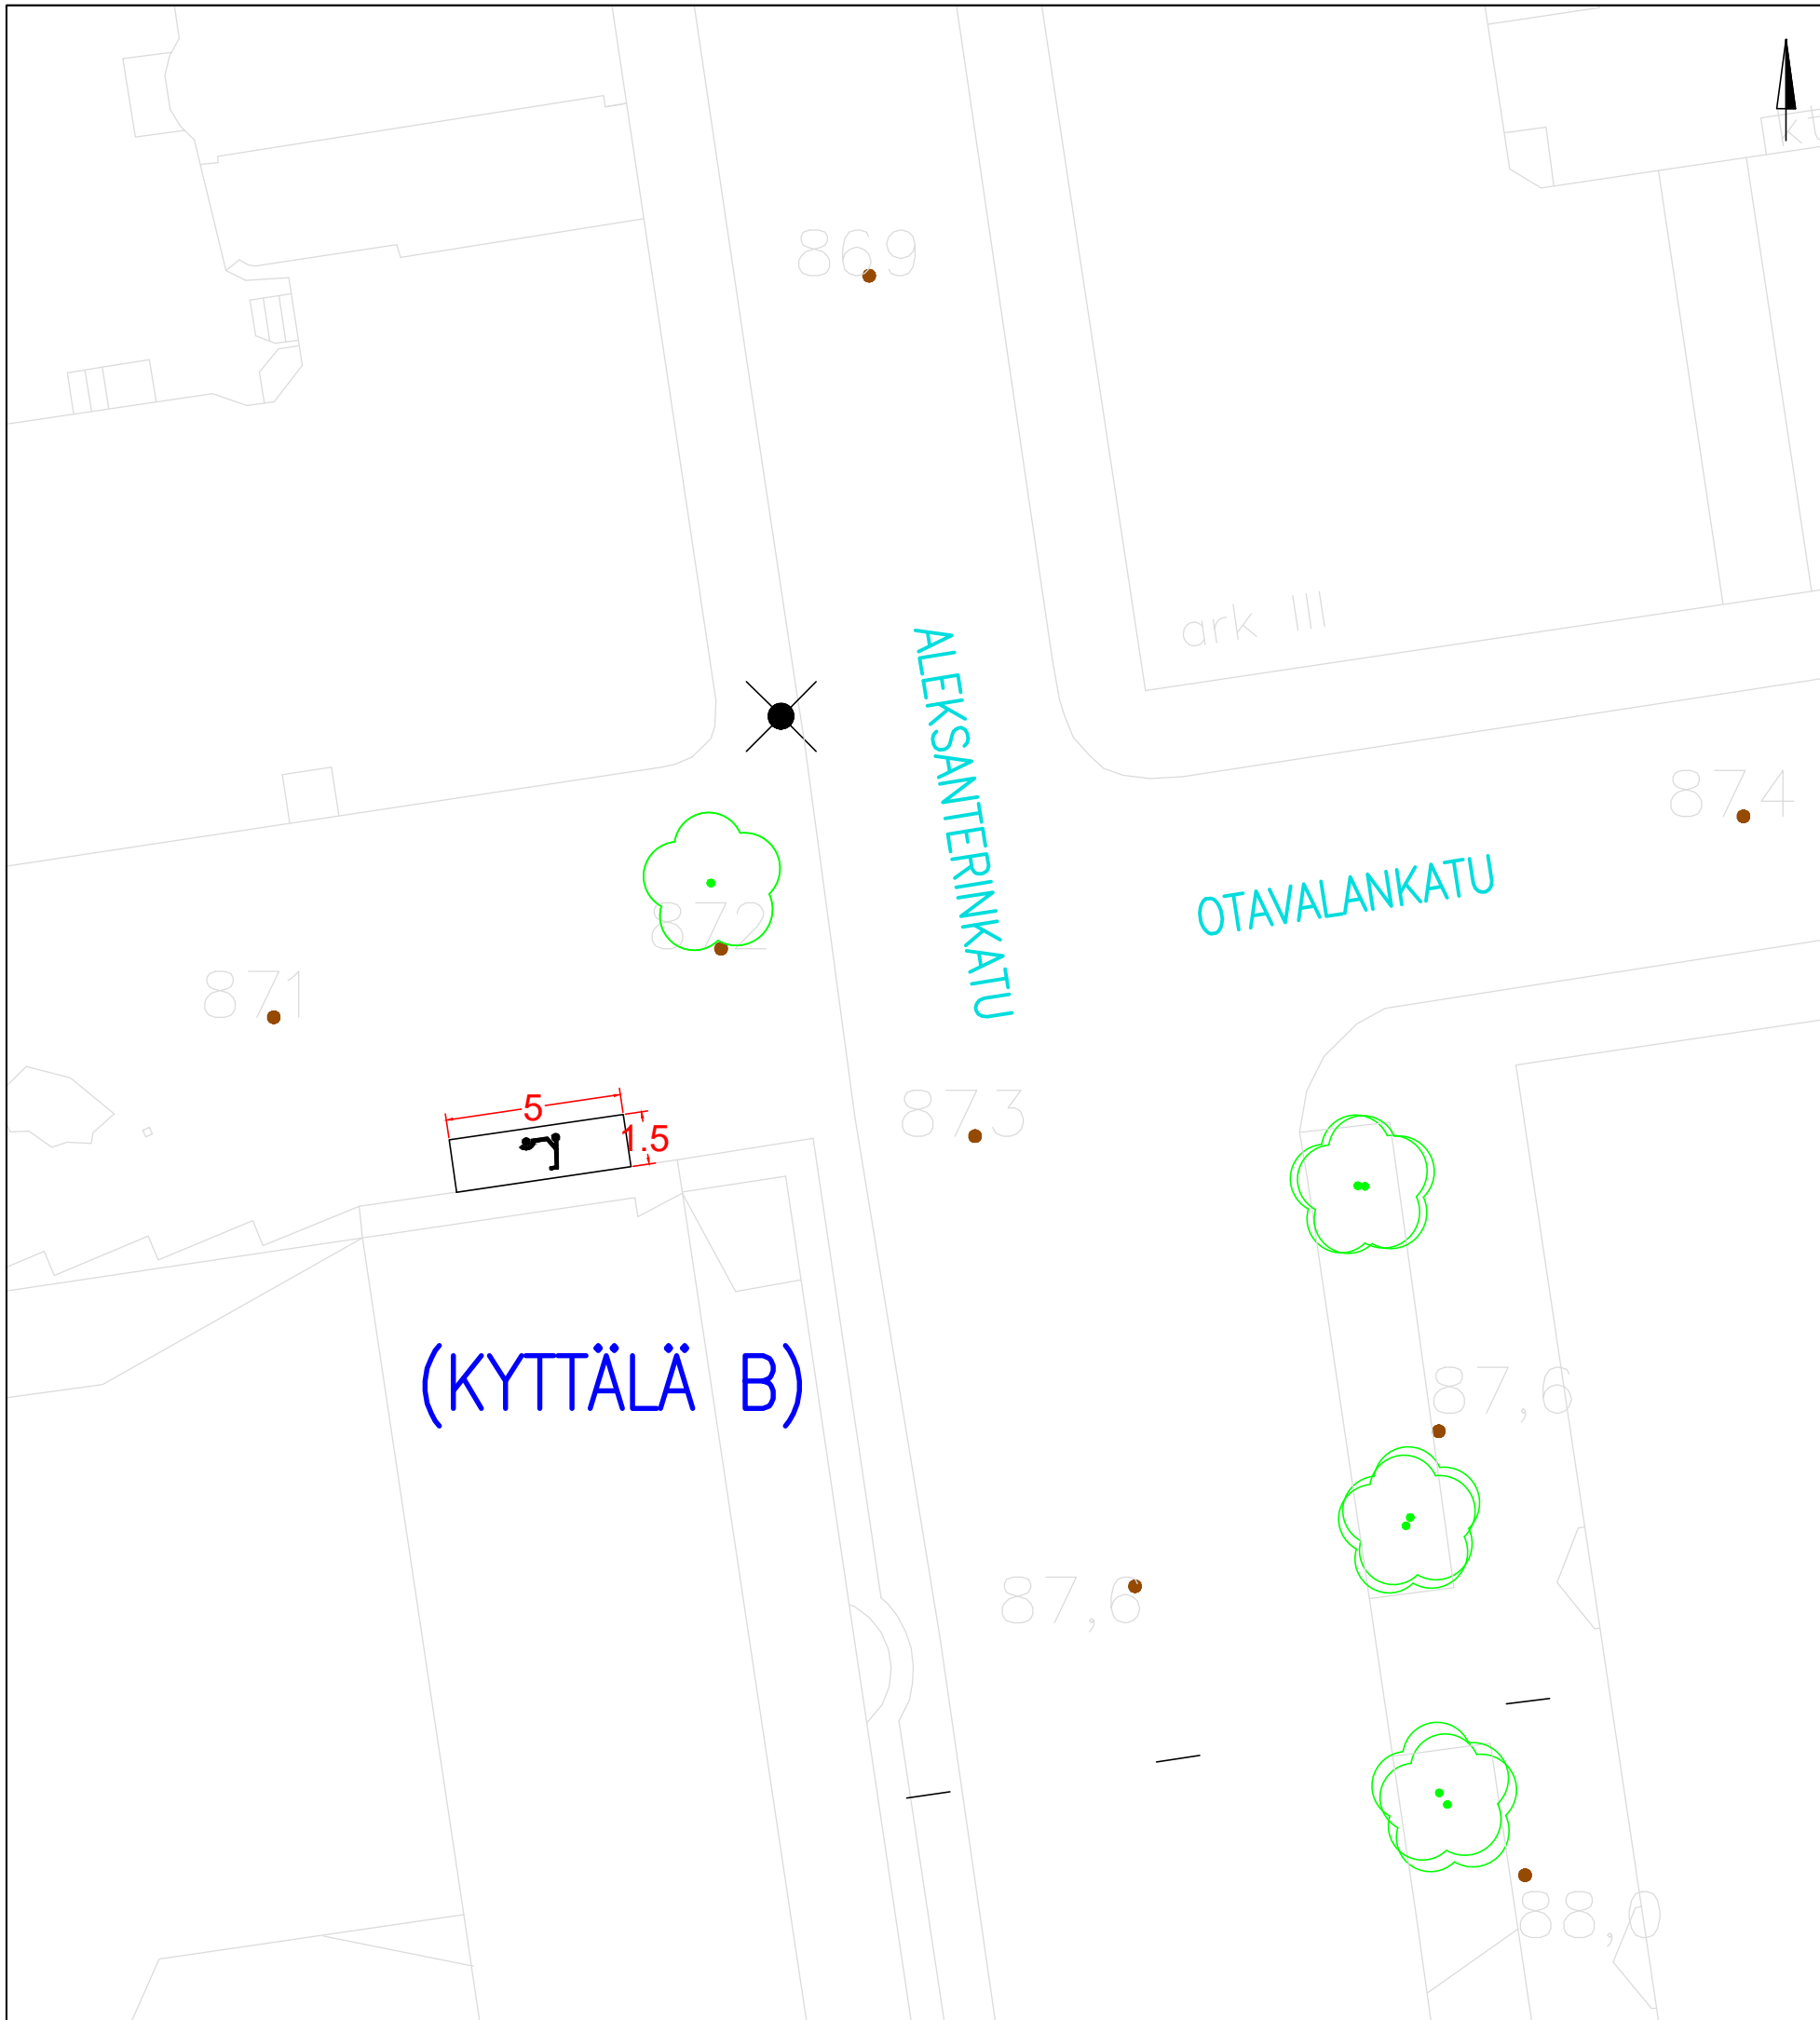 kt
869
ark III
ALEKSANTERINKATU
874
OTAVALANKATU
872
871
873
5
1.5
(KYTTÄLÄ B)
87,6
87,6
88,0